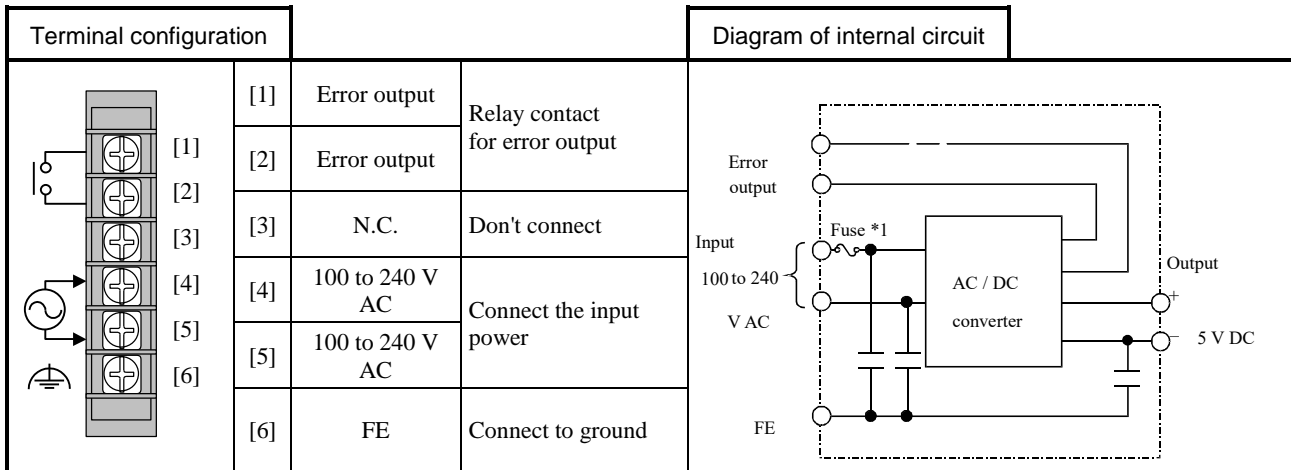 Terminal configuration
Diagram of internal circuit
[1]
[2]
[3]
[4]
[5]
[6]
[1] Error output
Relay contact
for error output
[2] Error output
[3] N.C. Don't connect
[4] 100 to 240 V
AC
Connect the input
power
[5] 100 to 240 V
AC
[6] FE Connect to ground
Error
output
Fuse *1
Input
100 to 240
V AC
AC / DC
converter
Output
+
− 5 V DC
FE